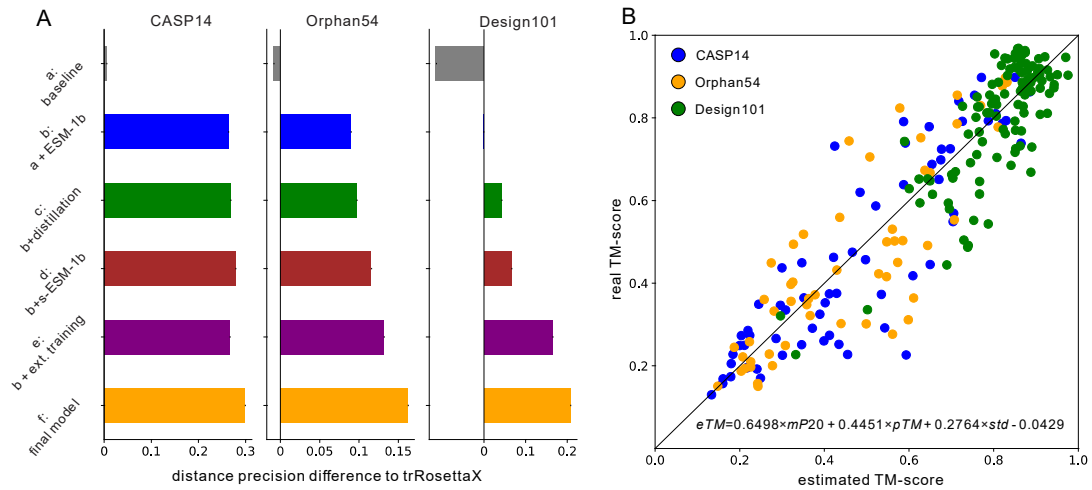 A
CASP14
Orphan54
Design101
a:
baseline
b:
a + ESM-1b
c:
b+distillation
d:
b+s-ESM-1b
e:
b + ext. training
f:
final model
0 0.1 0.2 0.3
0 0.05 0.1 0.15
0 0.1 0.2
distance precision difference to trRosettaX
B
1.0
0.8
0.6
0.4
0.2
real TM-score
CASP14
Orphan54
Design101
eTM=0.6498×mP20 + 0.4451×pTM + 0.2764×std - 0.0429
0.0 0.2 0.4 0.6 0.8 1.0
estimated TM-score